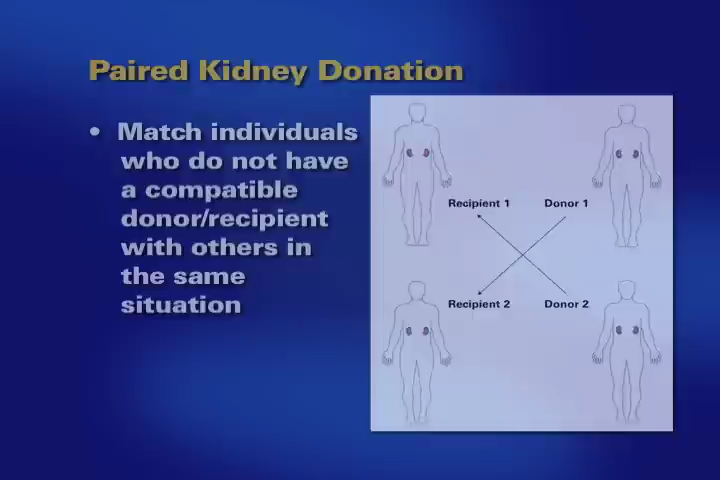 Paired Kidney Donation
• Match individuals
who do not have
a compatible
donor/recipient
with others in
the same
situation
Recipient 1 Donor 1
Recipient 2 Donor 2